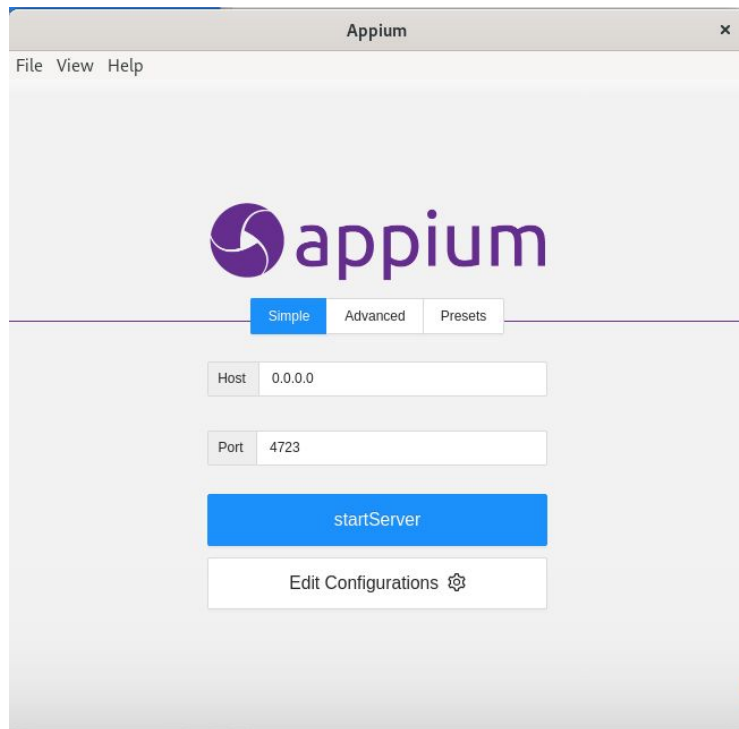 Appium ×
File View Help
appium
Simple Advanced Presets
Host 0.0.0.0
Port 4723
startServer
Edit Configurations